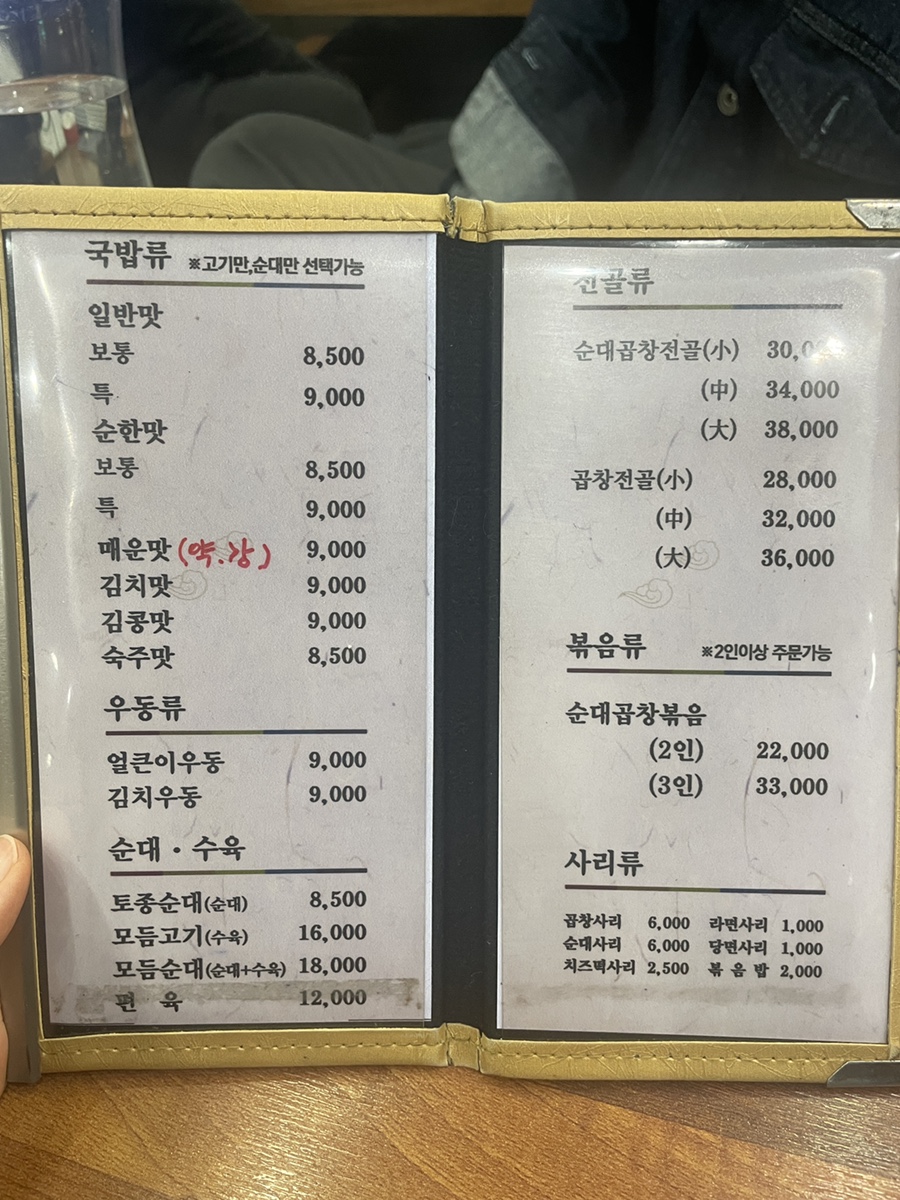 국밥류 ※고기만,순대만 선택가능
일반맛
보통 8,500
특 9,000
순한맛
보통 8,500
특 9,000
매운맛 (약.강) 9,000
김치맛 9,000
김콩맛 9,000
숙주맛 8,500
우동류
얼큰이우동 9,000
김치우동 9,000
순대・수육
토종순대(순대) 8,500
모듬고기(수육) 16,000
모듬순대(순대+수육) 18,000
편 육 12,000
전골류
순대곱창전골(小)
(中) 34,000
(大) 38,000
곱창전골(小) 28,000
(中) 32,000
(大) 36,000
볶음류 ※2인이상 주문가능
순대곱창볶음
(2인) 22,000
(3인) 33,000
사리류
곱창사리 6,000 라면사리 1,000
순대사리 6,000 당면사리 1,000
치즈떡사리 2,500 볶 음 밥 2,000